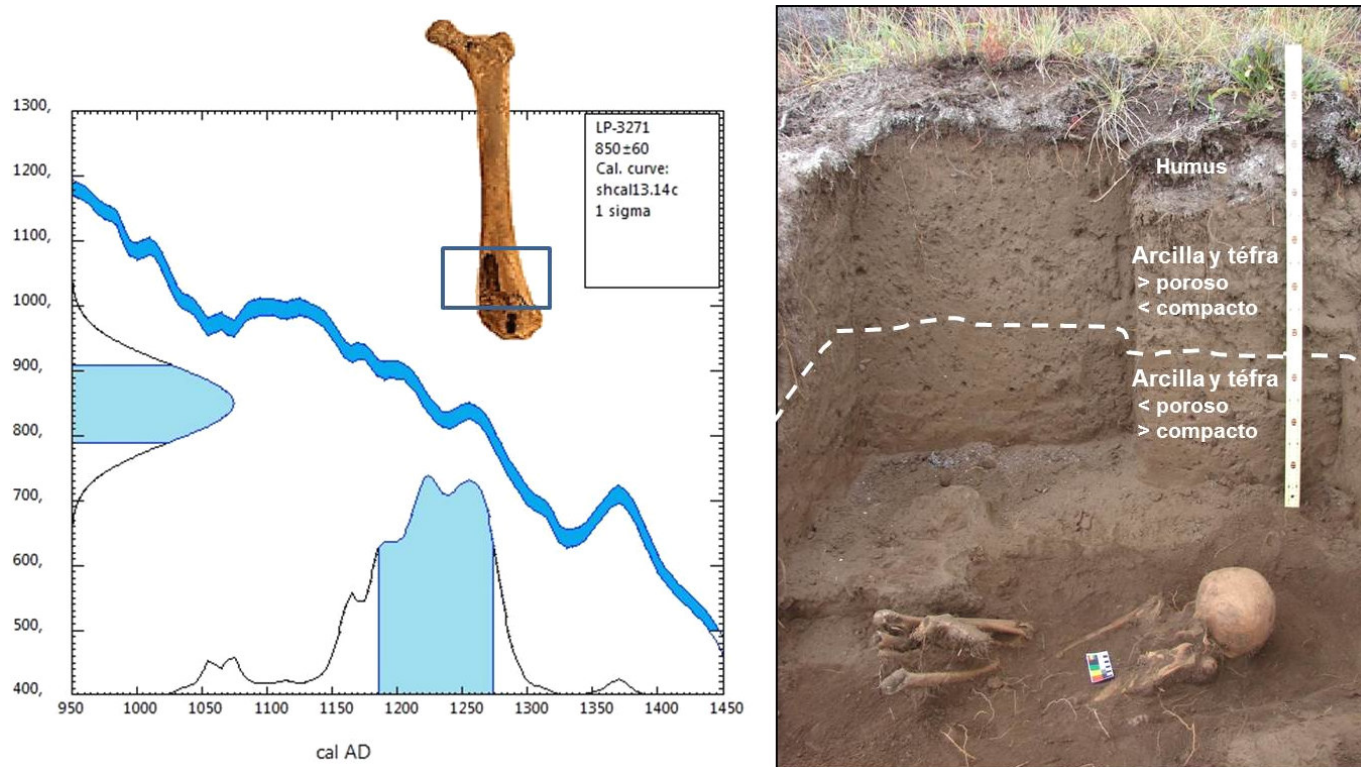 1300,
1200,
1100,
1000,
900,
800,
700,
600,
500,
400,
LP-3271
850±60
Cal. curve:
shcal13.14c
1 sigma
950 1000 1050 1100 1150 1200 1250 1300 1350 1400 1450
cal AD
Humus
Arcilla y téfra
> poroso
< compacto
Arcilla y téfra
< poroso
> compacto